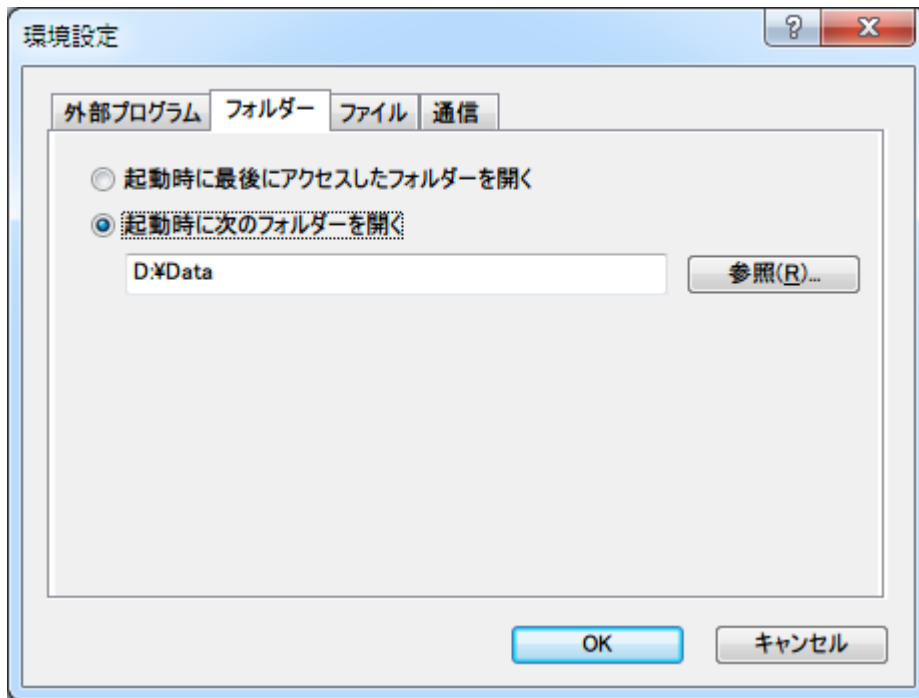 環境設定
外部プログラム フォルダー ファイル 通信
起動時に最後にアクセスしたフォルダーを開く
起動時に次のフォルダーを開く
D:¥Data 参照(R)...
OK キャンセル